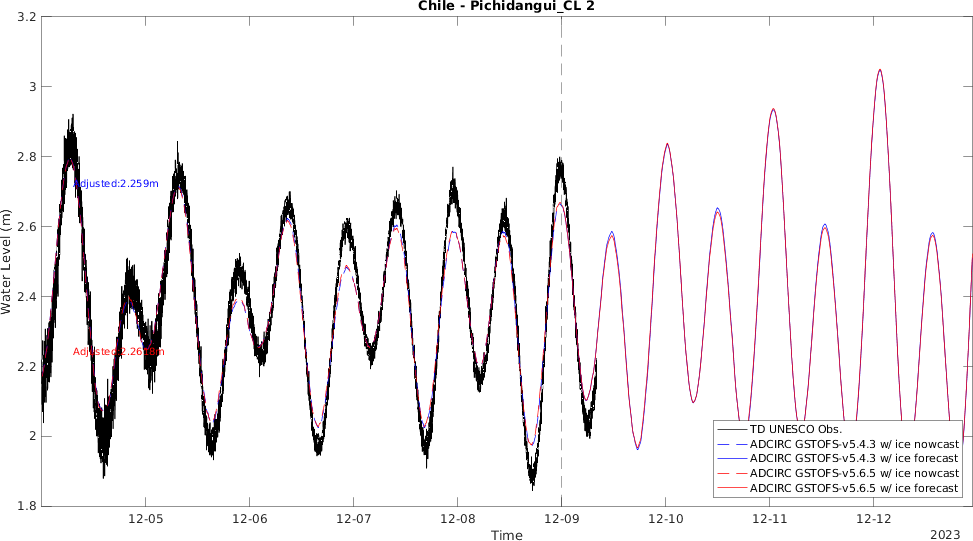 Chile - Pichidangui_CL 2
3.2
3
2.8
2.6
2.4
2.2
2
1.8
Water Level (m)
Adjusted:2.259m
TD UNESCO Obs.
ADCIRC GSTOFS-v5.4.3 w/ ice nowcast
ADCIRC GSTOFS-v5.4.3 w/ ice forecast
ADCIRC GSTOFS-v5.6.5 w/ ice nowcast
ADCIRC GSTOFS-v5.6.5 w/ ice forecast
12-05 12-06 12-07 12-08 12-09 12-10 12-11 12-12
Time
2023